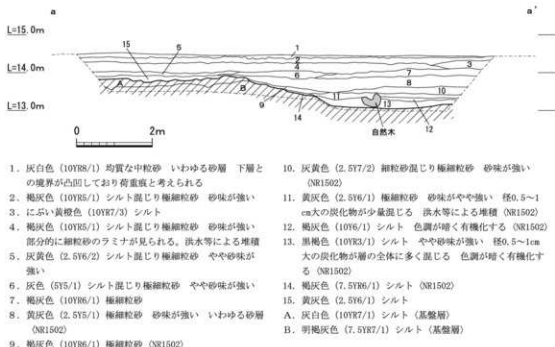 a
a'
L=15.0m
L=14.0m
L=13.0m
15
6
1
2
4
6
3
7
8
10
A
B
9
14
11
13
自然木
12
0
2m
1. 灰白色（10YR8/1）均質な中粒砂 いわゆる砂層 下層と
の境界が凸凹しており荷重痕と考えられる
2. 褐灰色（10YR5/1）シルト混じり極細粒砂 砂味が強い
3. にぶい黄橙色（10YR7/3）シルト
4. 褐灰色（10YR5/1）シルト混じり極細粒砂 砂味が強い
部分的に細粒砂のラミナが見られる。洪水等による堆積
5. 灰黄色（2.5Y6/2）シルト混じり極細粒砂 やや砂味が
強い
6. 灰色（5Y5/1）シルト混じり極細粒砂 やや砂味が強い
7. 褐灰色（10YR6/1）極細粒砂
8. 黄灰色（2.5Y5/1）極細粒砂 砂味が強い いわゆる砂層
（NR1502）
9. 褐灰色（10YR6/1）極細粒砂（NR1502）
10. 灰黄色（2.5Y7/2）細粒砂混じり極細粒砂 砂味が強い
（NR1502）
11. 黄灰色（2.5Y6/1）極細粒砂 砂味がやや強い 径0.5～1
cm大の炭化物が少量混じる 洪水等による堆積（NR1502）
12. 褐灰色（10Y6/1）シルト 色調が暗く有機化する（NR1502）
13. 黒褐色（10YR3/1）シルト やや砂味が強い 径0.5～1cm
大の炭化物が層の全体に多く混じる 色調が暗く有機化す
る（NR1502）
14. 褐灰色（7.5YR6/1）シルト（NR1502）
15. 黄灰色（2.5Y6/1）シルト
A. 灰白色（10YR7/1）シルト（基盤層）
B. 明褐灰色（7.5YR7/1）シルト（基盤層）